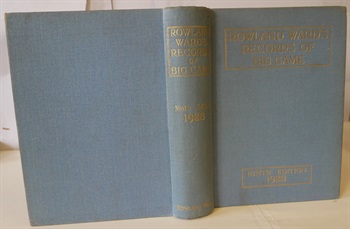 ROWLAND
WARD'S
RECORDS
OF
BIG GAME
1928
ROWLAND WARD'S
RECORDS OF
BIG GAME
NINTH EDITION
1928